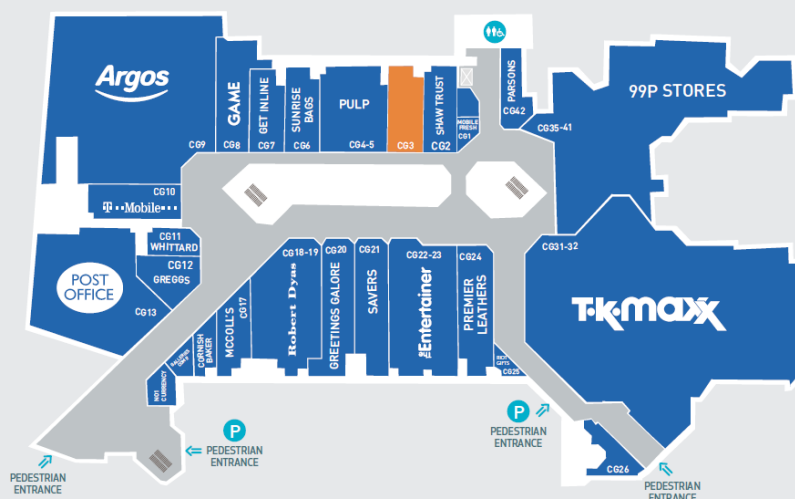 Argos
CG9
GAME
CG8
GET INLINE
CG7
SUNRISE
BAGS
CG6
PULP
CG4-5
CG3
SHAW TRUST
CG2
MOBILE
FRESH
CG1
PARSONS
CG42
99P STORES
CG35-41
CG10
T··Mobile···
CG11
WHITTARD
CG12
GREGGS
POST
OFFICE
CG13
CG18-19
Robert Dyas
CG20
GREETINGS GALORE
CG21
SAVERS
CG22-23
THE Entertainer
CG24
PREMIER
LEATHERS
CG31-32
T·K·maxx
CG17
MCCOLL'S
CORNISH
BAKER
NO1
CURRENCY
GIFTS
CG25
CG26
P
PEDESTRIAN
ENTRANCE
P
PEDESTRIAN
ENTRANCE
PEDESTRIAN
ENTRANCE
PEDESTRIAN
ENTRANCE